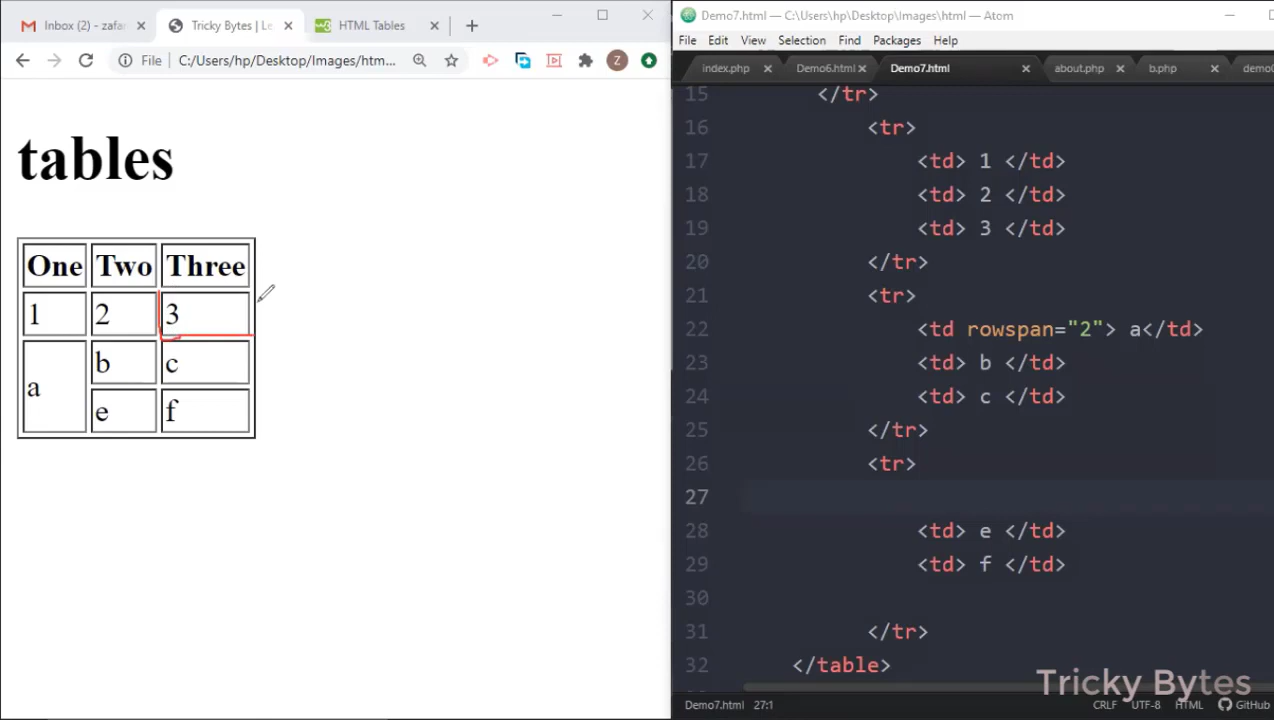 Inbox (2) - zafa
Tricky Bytes | Le
HTML Tables
File C:/Users/hp/Desktop/Images/htm...
Z
tables
One Two Three
1 2 3
a b c
e f
Demo7.html — C:\Users\hp\Desktop\Images\html — Atom
File Edit View Selection Find Packages Help
index.php Demo6.html Demo7.html about.php b.php demo
15 </tr>
16 <tr>
17 <td> 1 </td>
18 <td> 2 </td>
19 <td> 3 </td>
20 </tr>
21 <tr>
22 <td rowspan="2"> a</td>
23 <td> b </td>
24 <td> c </td>
25 </tr>
26 <tr>
27
28 <td> e </td>
29 <td> f </td>
30
31 </tr>
32 </table>
Tricky Bytes
Demo7.html 27:1 CRLF UTF-8 HTML GitHub